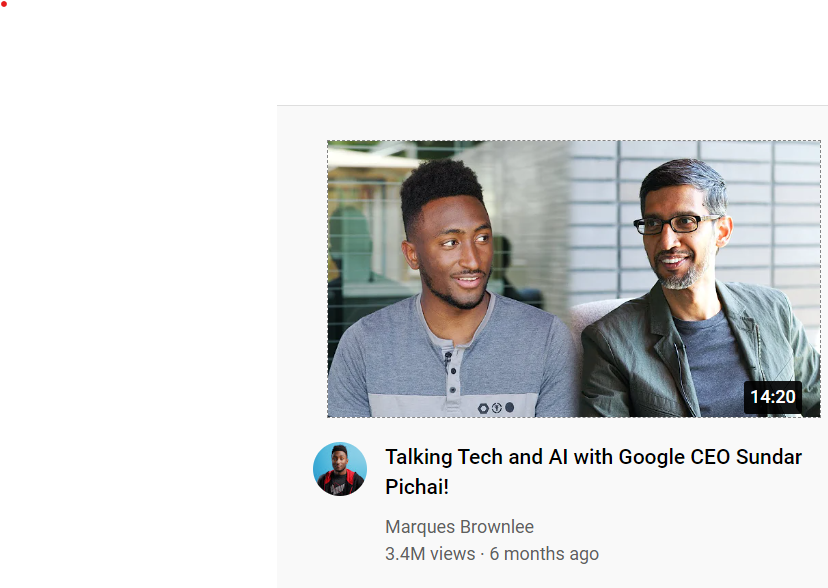 14:20
Talking Tech and AI with Google CEO Sundar
Pichai!
Marques Brownlee
3.4M views · 6 months ago